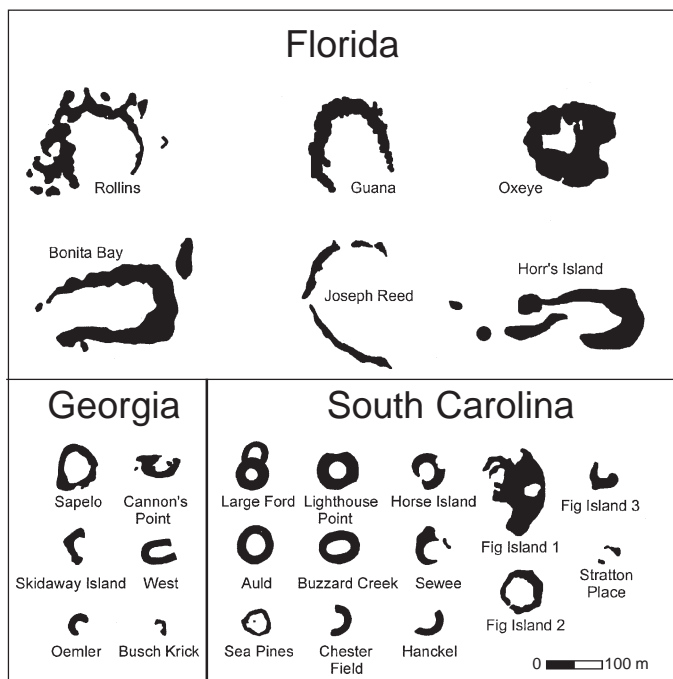 Florida
Rollins
Guana
Oxeye
Bonita Bay
Joseph Reed
Horr's Island
Georgia
Sapelo
Cannon's
Point
Skidaway Island
West
Oemler
Busch Krick
South Carolina
Large Ford
Lighthouse
Point
Horse Island
Fig Island 1
Fig Island 3
Auld
Buzzard Creek
Sewee
Fig Island 2
Stratton
Place
Sea Pines
Chester
Field
Hanckel
0 100 m